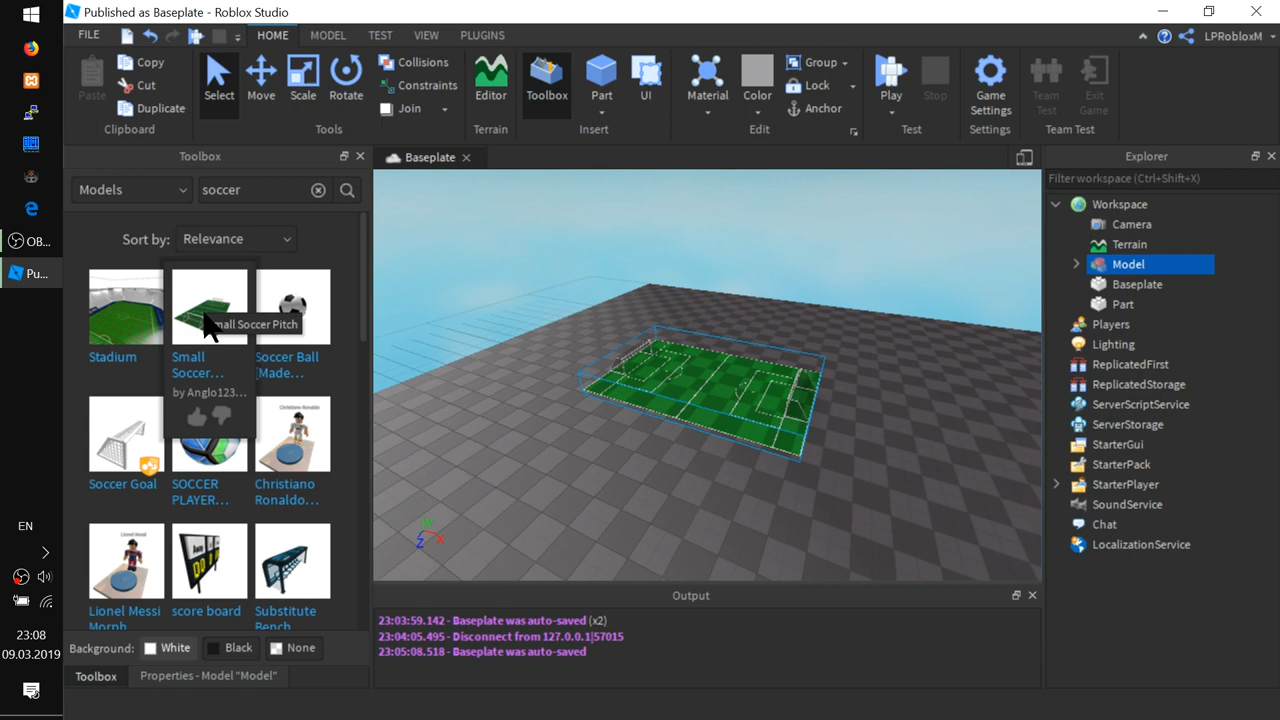 Published as Baseplate - Roblox Studio
FILE
HOME
MODEL
TEST
VIEW
PLUGINS
LPRobloxM
Paste
Copy
Cut
Duplicate
Clipboard
Select
Move
Scale
Rotate
Collisions
Constraints
Join
Tools
Editor
Terrain
Toolbox
Part
UI
Insert
Material
Color
Group
Lock
Anchor
Edit
Play
Stop
Test
Game
Settings
Settings
Team
Test
Exit
Game
Team Test
Toolbox
Models
soccer
Sort by:
Relevance
Stadium
Small
Soccer...
by Anglo123...
Small Soccer Pitch
Soccer Ball
[Made...
Soccer Goal
SOCCER
PLAYER...
Christiano Ronaldo
Christiano
Ronaldo...
Lionel Messi
Lionel Messi
Morph
score board
Substitute
Bench
Background:
White
Black
None
Toolbox
Properties - Model "Model"
Baseplate
Y
X
Z
Output
23:03:59.142 - Baseplate was auto-saved (x2)
23:04:05.495 - Disconnect from 127.0.0.1|57015
23:05:08.518 - Baseplate was auto-saved
Explorer
Filter workspace (Ctrl+Shift+X)
Workspace
Camera
Terrain
Model
Baseplate
Part
Players
Lighting
ReplicatedFirst
ReplicatedStorage
ServerScriptService
ServerStorage
StarterGui
StarterPack
StarterPlayer
SoundService
Chat
LocalizationService
OB...
Pu...
EN
23:08
09.03.2019